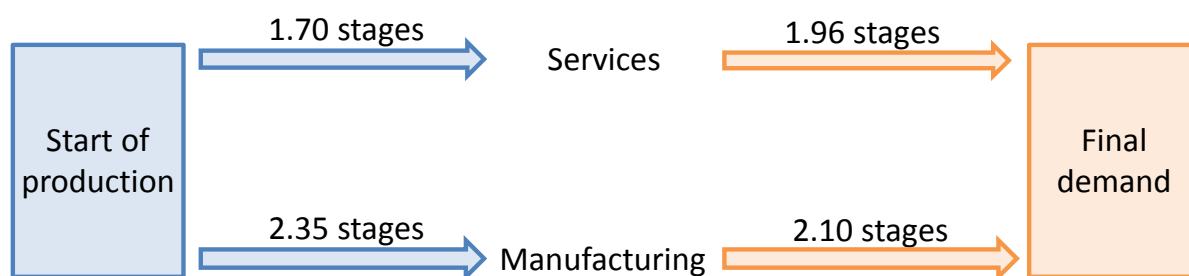 1.70 stages
1.96 stages
Services
Start of
production
Final
demand
2.35 stages
2.10 stages
Manufacturing